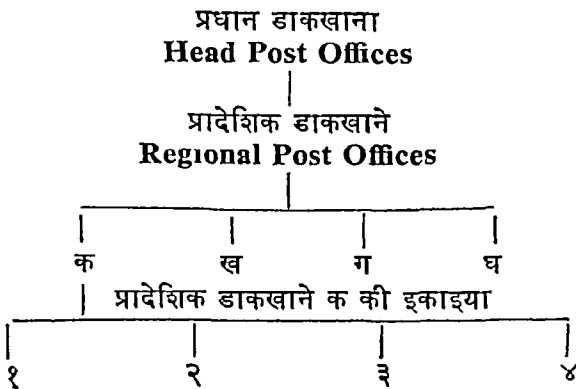 प्रधान डाकखाना
Head Post Offices
प्रादेशिक डाकखाने
Regional Post Offices
क ख ग घ
प्रादेशिक डाकखाने क की इकाइया
१ २ ३ ४